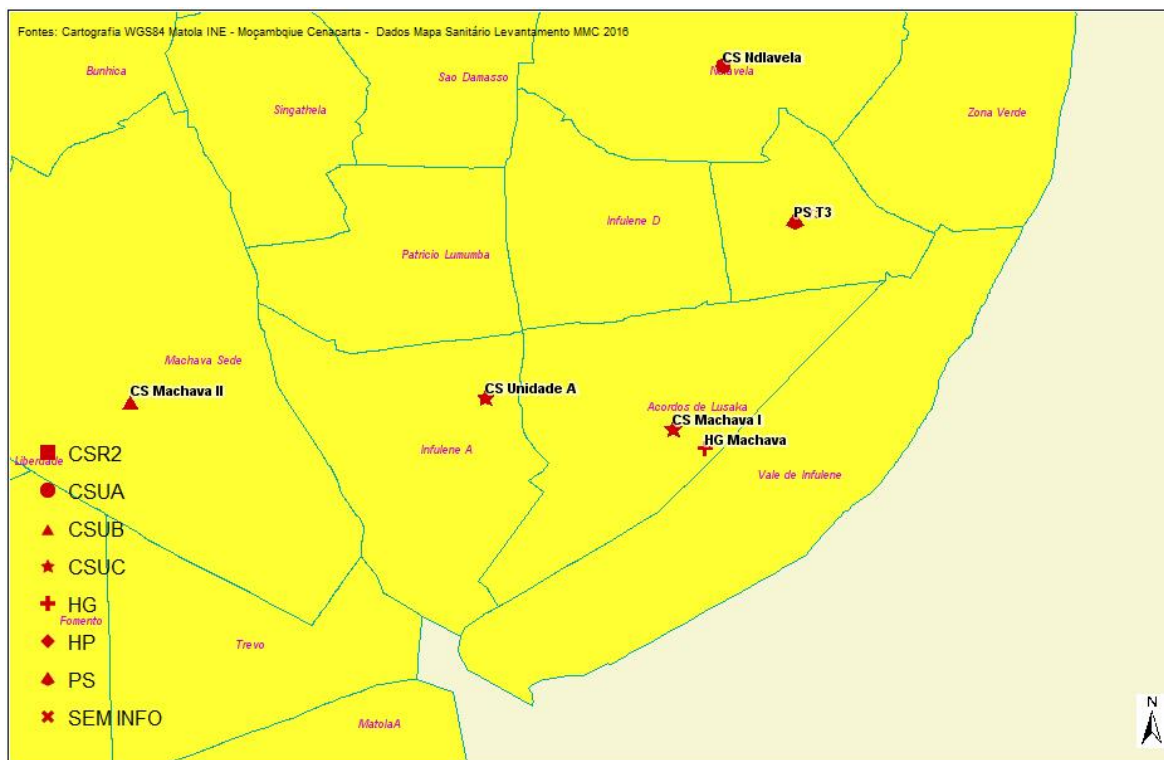 Fontes: Cartografia WGS84 Matola INE - Moçambqiue Cenacarta - Dados Mapa Sanitário Levantamento MMC 2016
CS Ndlavela
Ndlavela
Bunhica
Sao Damasso
Singathela
Zona Verde
PS T3
Infulene D
Patricio Lumumba
Machava Sede
CS Machava II
CS Unidade A
Acordos de Lusaka
CS Machava I
HG Machava
Infulene A
Vale de Infulene
Liberdade
CSR2
CSUA
CSUB
CSUC
HG
Fomento
HP
Trevo
PS
SEM INFO
MatolaA
N